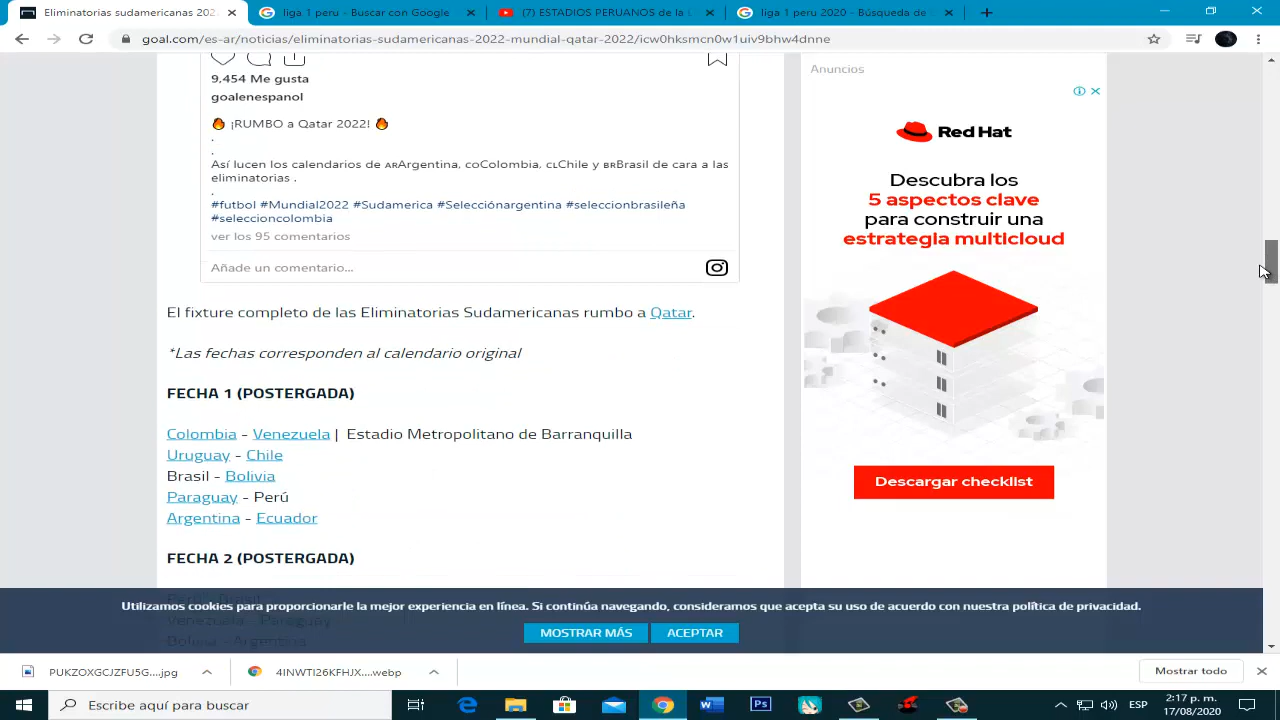 Eliminatorias sudamericanas 202
liga 1 peru - Buscar con Google
(7) ESTADIOS PERUANOS de la L
liga 1 peru 2020 - Búsqueda de
goal.com/es-ar/noticias/eliminatorias-sudamericanas-2022-mundial-qatar-2022/icw0hksmcn0w1uiv9bhw4dnne
9,454 Me gusta
goalenespanol
¡RUMBO a Qatar 2022!
.
.
Así lucen los calendarios de ARArgentina, COColombia, CLChile y BRBrasil de cara a las
eliminatorias .
.
#futbol #Mundial2022 #Sudamerica #Selecciónargentina #seleccionbrasileña
#seleccioncolombia
ver los 95 comentarios
Añade un comentario...
El fixture completo de las Eliminatorias Sudamericanas rumbo a Qatar.
*Las fechas corresponden al calendario original
FECHA 1 (POSTERGADA)
Colombia - Venezuela | Estadio Metropolitano de Barranquilla
Uruguay - Chile
Brasil - Bolivia
Paraguay - Perú
Argentina - Ecuador
FECHA 2 (POSTERGADA)
Perú - Brasil
Venezuela - Paraguay
Bolivia - Argentina
Anuncios
Red Hat
Descubra los
5 aspectos clave
para construir una
estrategia multicloud
Descargar checklist
Utilizamos cookies para proporcionarle la mejor experiencia en línea. Si continúa navegando, consideramos que acepta su uso de acuerdo con nuestra política de privacidad.
MOSTRAR MÁS
ACEPTAR
PUKZOXGCJZFU5G....jpg
4INWTI26KFHJX....webp
Mostrar todo
Escribe aquí para buscar
ESP
2:17 p. m.
17/08/2020